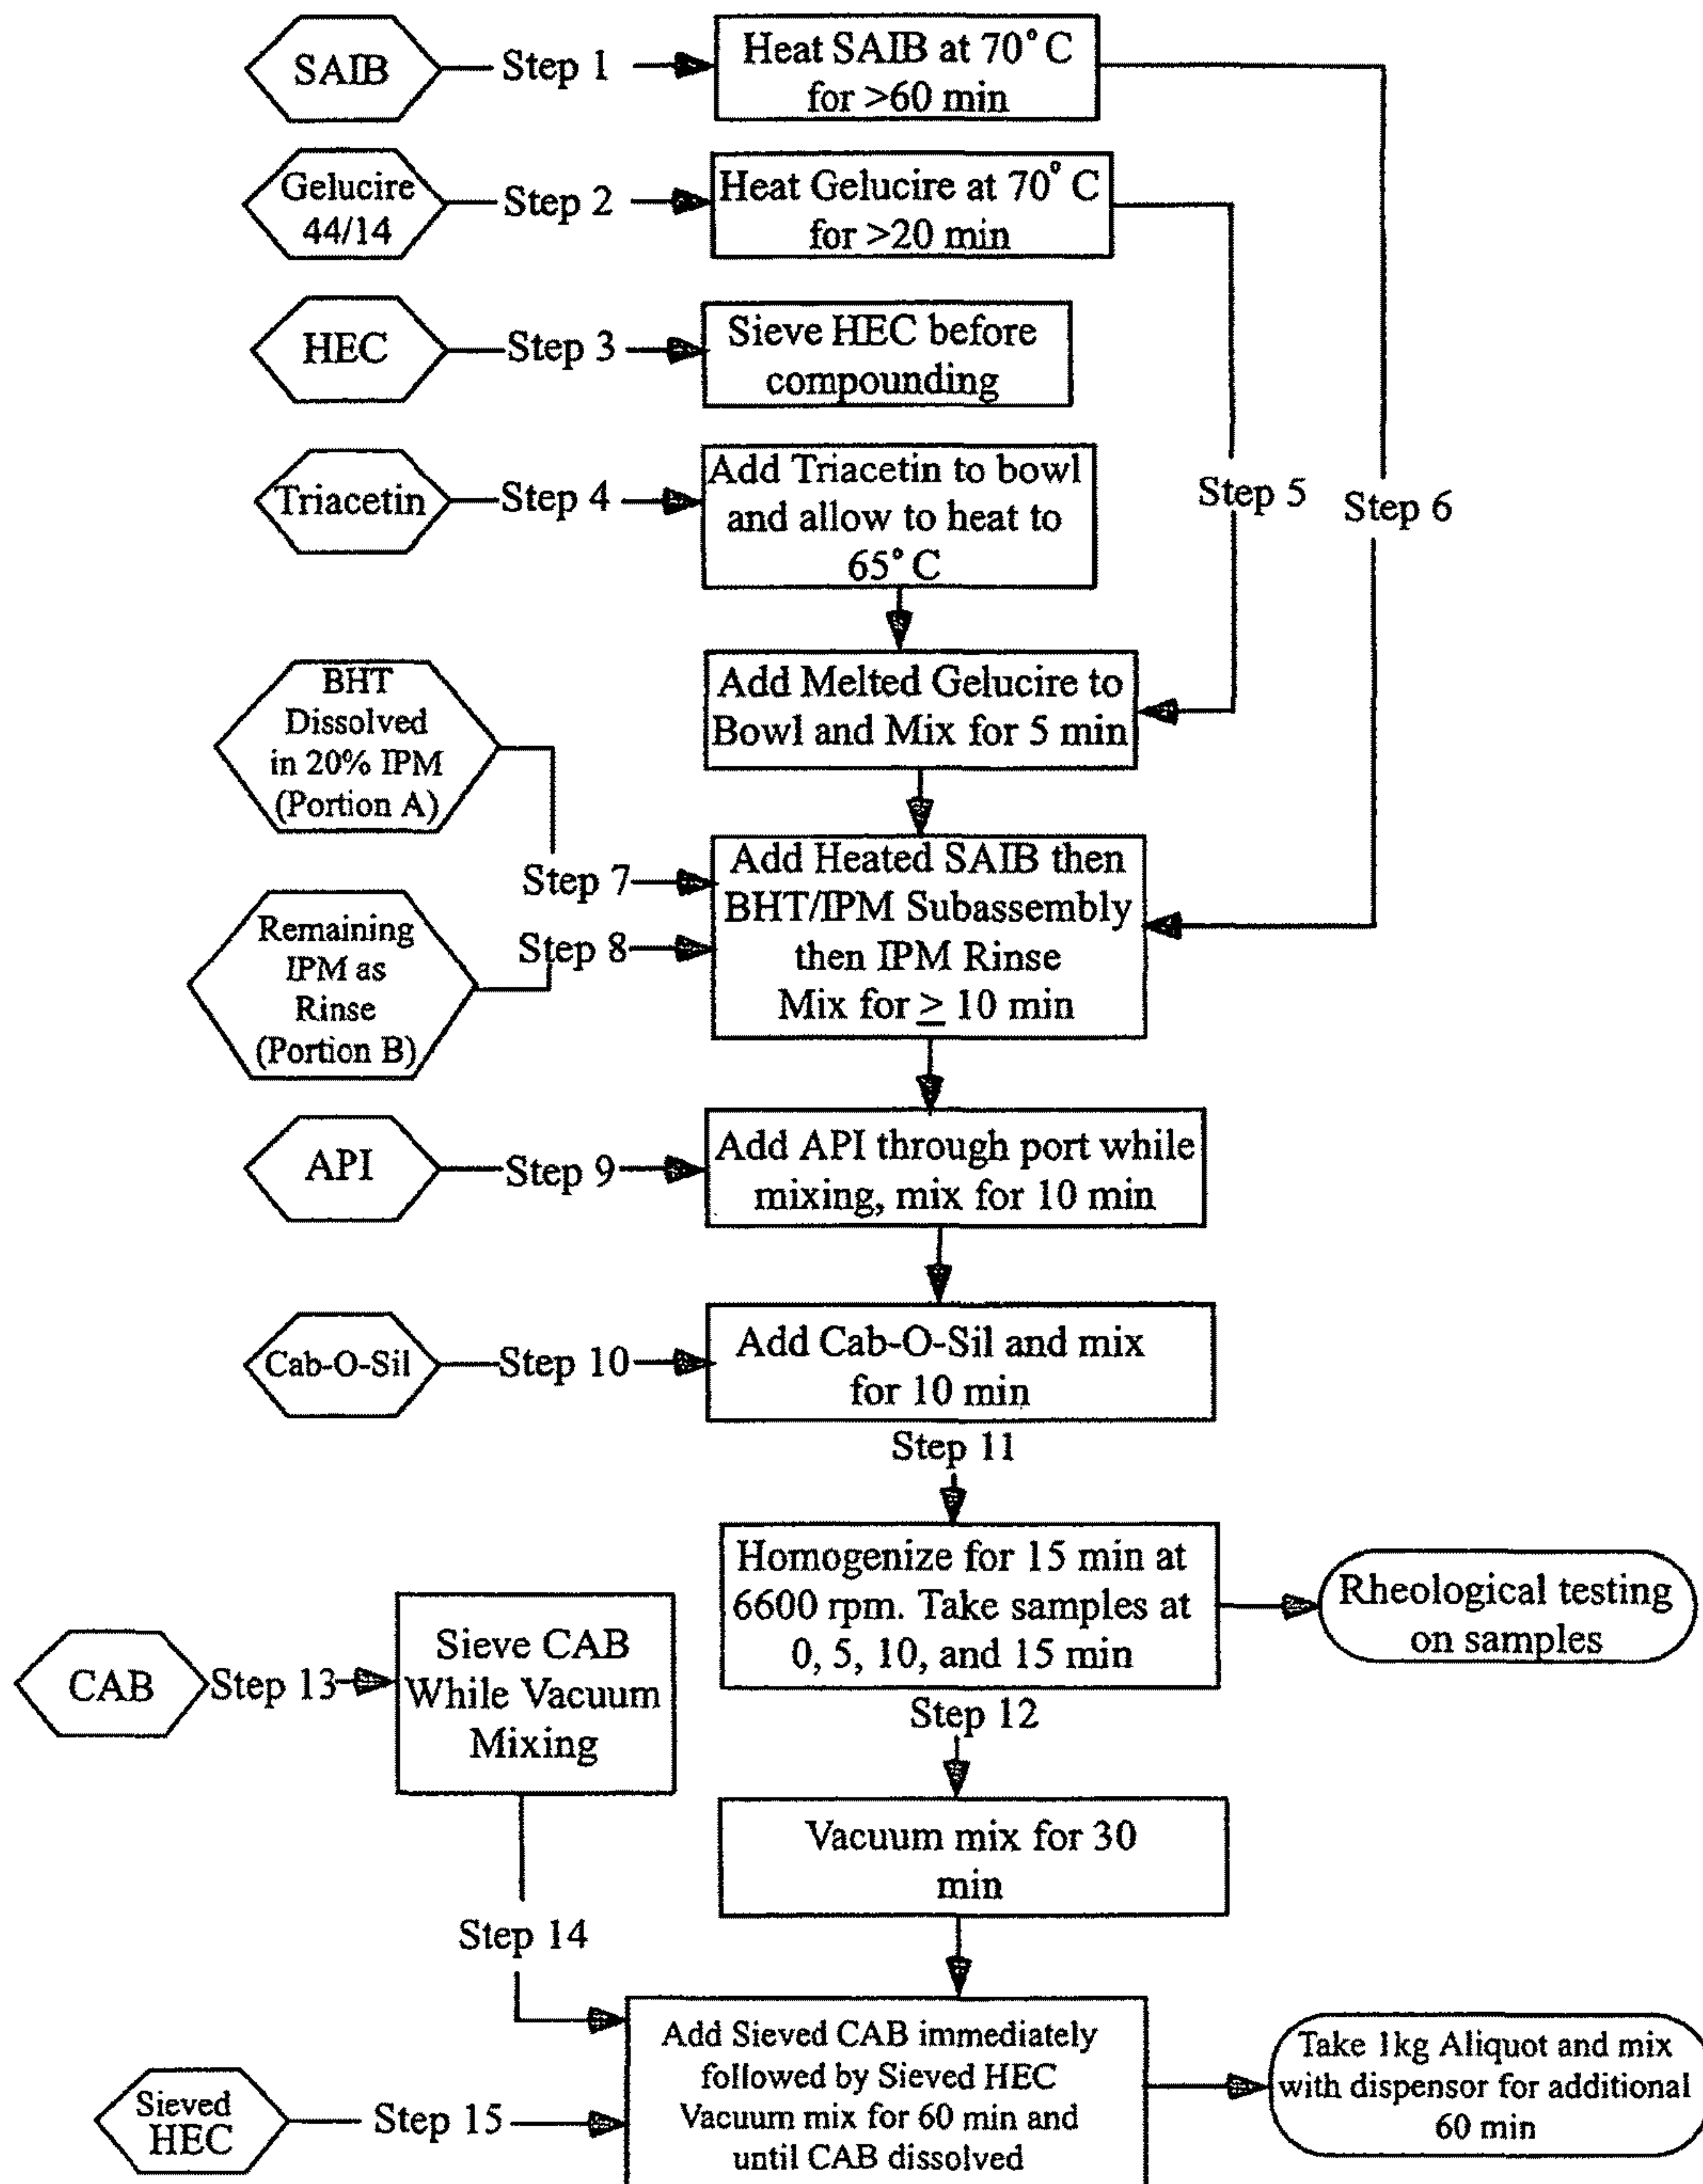 SAIB
Step 1
Heat SAIB at 70° C
for >60 min
Gelucire
44/14
Step 2
Heat Gelucire at 70° C
for >20 min
HEC
Step 3
Sieve HEC before
compounding
Triacetin
Step 4
Add Triacetin to bowl
and allow to heat to
65° C
Step 5
Step 6
Add Melted Gelucire to
Bowl and Mix for 5 min
BHT
Dissolved
in 20% IPM
(Portion A)
Step 7
Remaining
IPM as
Rinse
(Portion B)
Step 8
Add Heated SAIB then
BHT/IPM Subassembly
then IPM Rinse
Mix for ≥ 10 min
API
Step 9
Add API through port while
mixing, mix for 10 min
Cab-O-Sil
Step 10
Add Cab-O-Sil and mix
for 10 min
Step 11
Homogenize for 15 min at
6600 rpm. Take samples at
0, 5, 10, and 15 min
Rheological testing
on samples
CAB
Step 13
Sieve CAB
While Vacuum
Mixing
Step 12
Vacuum mix for 30
min
Step 14
Sieved
HEC
Step 15
Add Sieved CAB immediately
followed by Sieved HEC
Vacuum mix for 60 min and
until CAB dissolved
Take 1kg Aliquot and mix
with dispensor for additional
60 min